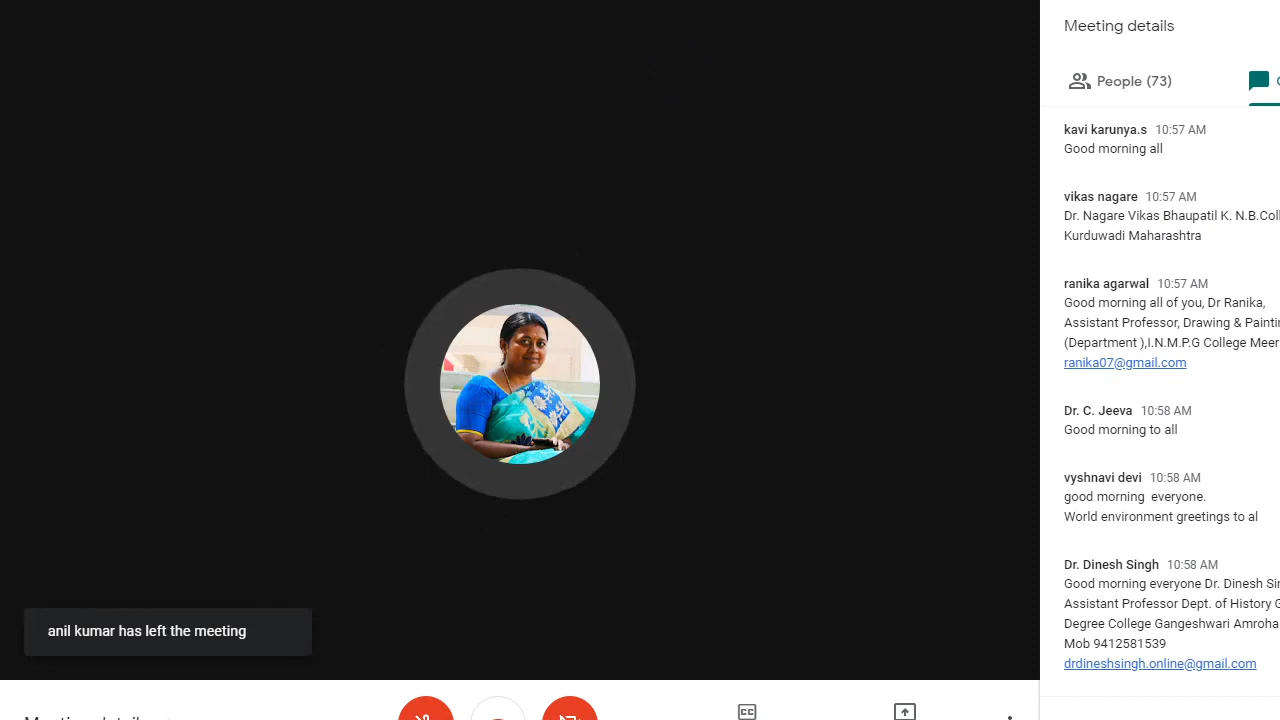 Meeting details
People (73)
kavi karunya.s 10:57 AM
Good morning all
vikas nagare 10:57 AM
Dr. Nagare Vikas Bhaupatil K. N.B.Coll
Kurduwadi Maharashtra
ranika agarwal 10:57 AM
Good morning all of you, Dr Ranika,
Assistant Professor, Drawing & Paintin
(Department ),I.N.M.P.G College Meer
ranika07@gmail.com
Dr. C. Jeeva 10:58 AM
Good morning to all
vyshnavi devi 10:58 AM
good morning  everyone.
World environment greetings to al
Dr. Dinesh Singh 10:58 AM
Good morning everyone Dr. Dinesh Sin
Assistant Professor Dept. of History G
Degree College Gangeshwari Amroha
Mob 9412581539
drdineshsingh.online@gmail.com
anil kumar has left the meeting
CC